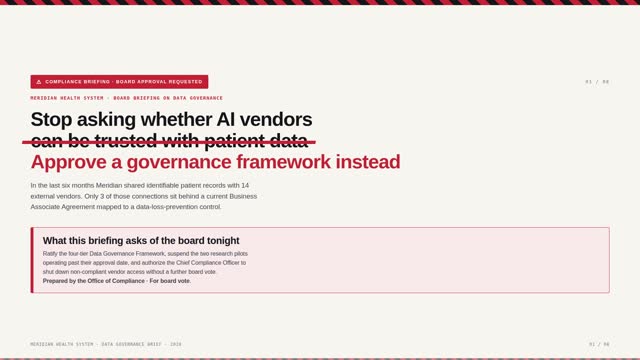 ⚠ COMPLIANCE BRIEFING · BOARD APPROVAL REQUESTED
01 / 08
MERIDIAN HEALTH SYSTEM · BOARD BRIEFING ON DATA GOVERNANCE
Stop asking whether AI vendors
can be trusted with patient data
Approve a governance framework instead
In the last six months Meridian shared identifiable patient records with 14
external vendors. Only 3 of those connections sit behind a current Business
Associate Agreement mapped to a data-loss-prevention control.
What this briefing asks of the board tonight
Ratify the four-tier Data Governance Framework, suspend the two research pilots
operating past their approval date, and authorize the Chief Compliance Officer to
shut down non-compliant vendor access without a further board vote.
Prepared by the Office of Compliance · For board vote.
MERIDIAN HEALTH SYSTEM · DATA GOVERNANCE BRIEF · 2026
01 / 08